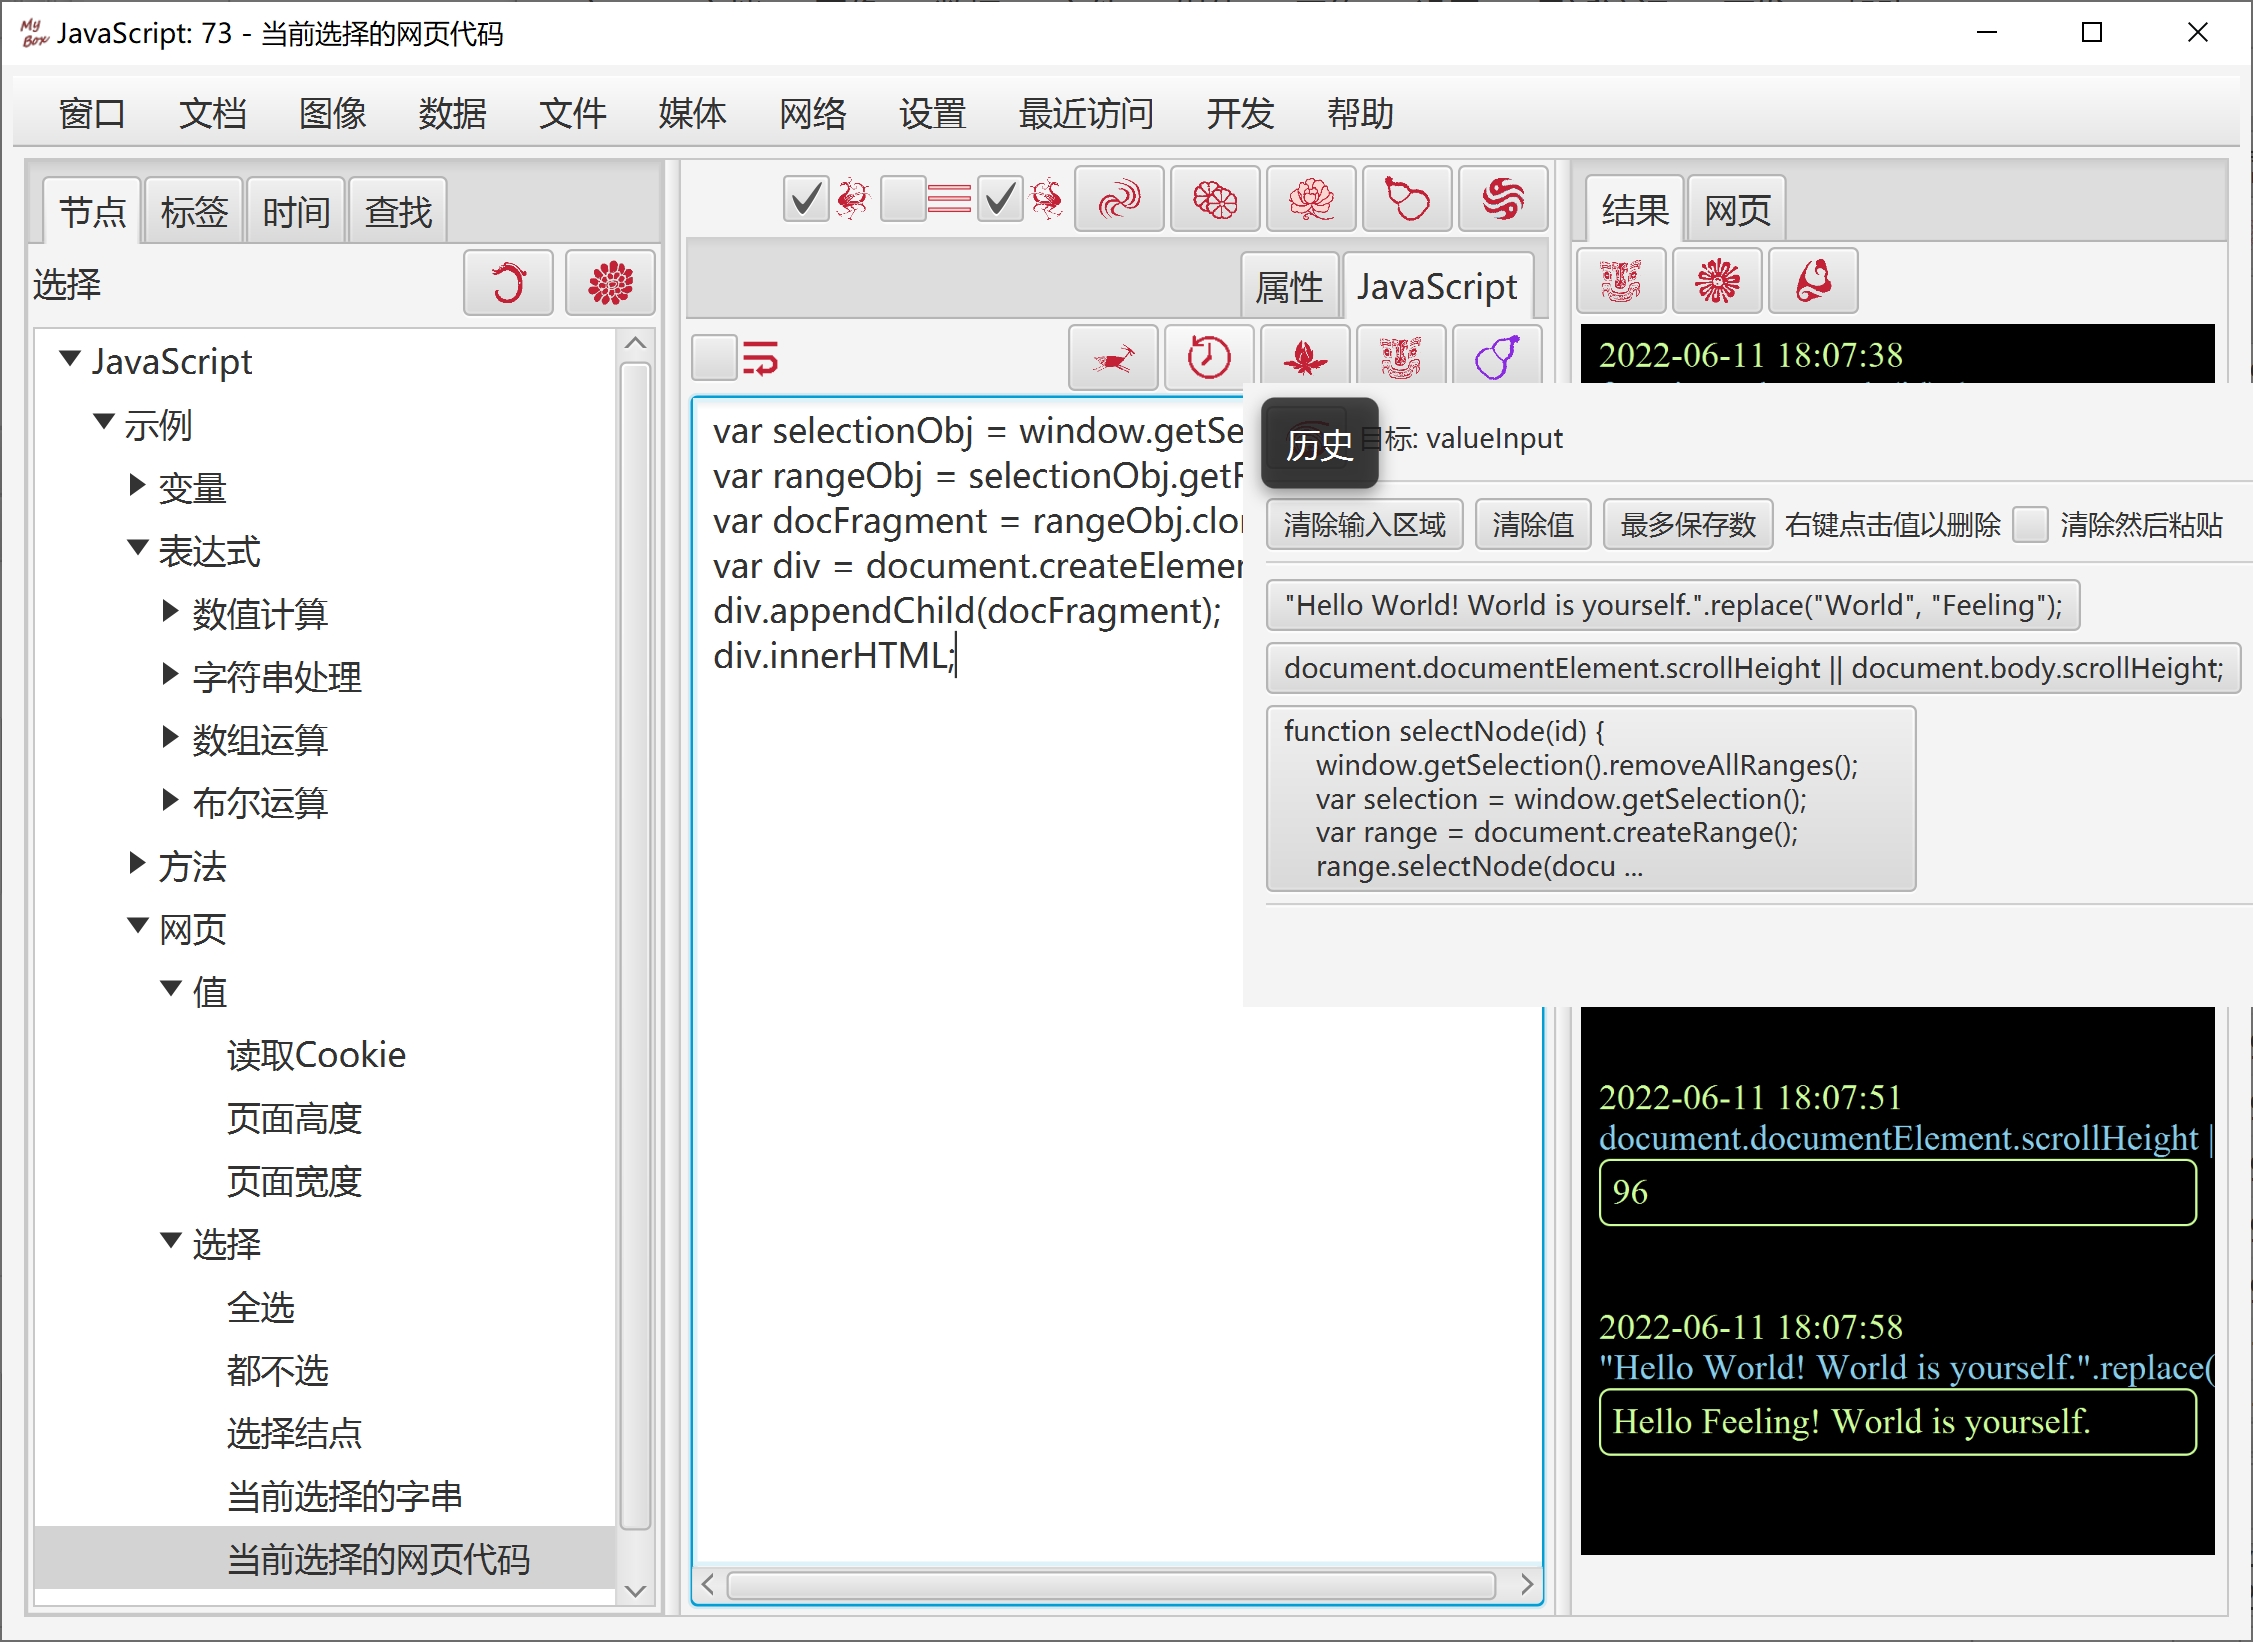 My Box
JavaScript: 73 - 当前选择的网页代码
窗口 文档 图像 数据 文件 媒体 网络 设置 最近访问 开发 帮助
节点 标签 时间 查找
选择
JavaScript
示例
变量
表达式
数值计算
字符串处理
数组运算
布尔运算
方法
网页
值
读取Cookie
页面高度
页面宽度
选择
全选
都不选
选择结点
当前选择的字串
当前选择的网页代码
属性 JavaScript
var selectionObj = window.getSe
var rangeObj = selectionObj.get
var docFragment = rangeObj.clo
var div = document.createEleme
div.appendChild(docFragment);
div.innerHTML;
历史 目标: valueInput
清除输入区域 清除值 最多保存数 右键点击值以删除 清除然后粘贴
"Hello World! World is yourself.".replace("World", "Feeling");
document.documentElement.scrollHeight || document.body.scrollHeight;
function selectNode(id) {
window.getSelection().removeAllRanges();
var selection = window.getSelection();
var range = document.createRange();
range.selectNode(docu ...
结果 网页
2022-06-11 18:07:38
2022-06-11 18:07:51
document.documentElement.scrollHeight |
96
2022-06-11 18:07:58
"Hello World! World is yourself.".replace(
Hello Feeling! World is yourself.